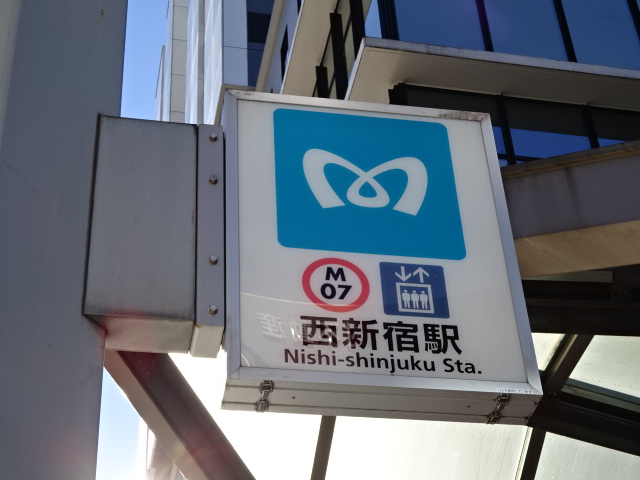 M
07
西新宿駅
Nishi-shinjuku Sta.